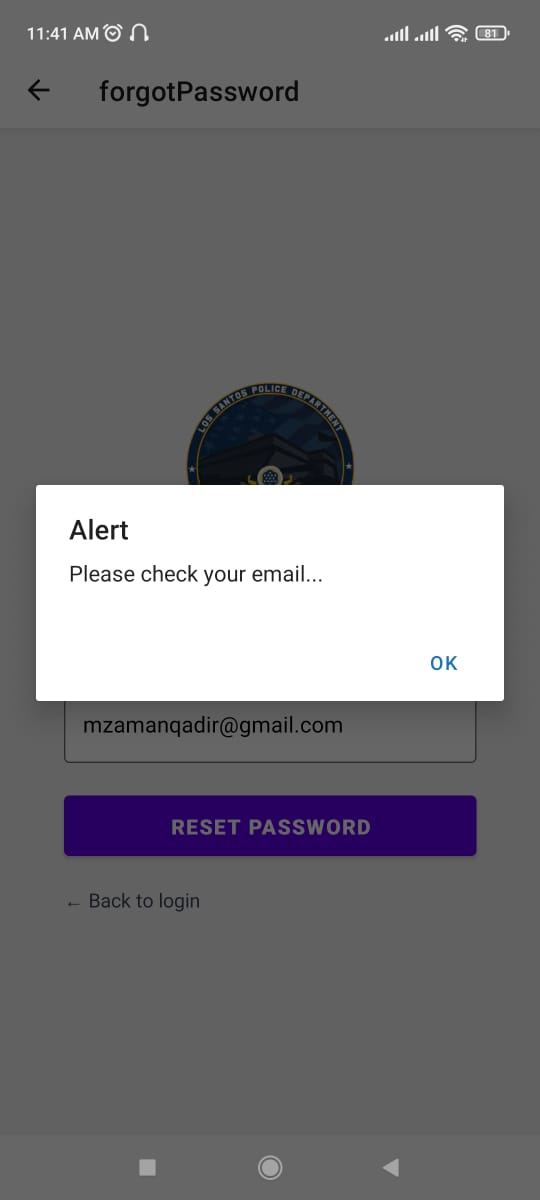 11:41 AM
81
forgotPassword
LOS SANTOS POLICE DEPARTMENT
Alert
Please check your email...
OK
mzamanqadir@gmail.com
RESET PASSWORD
← Back to login